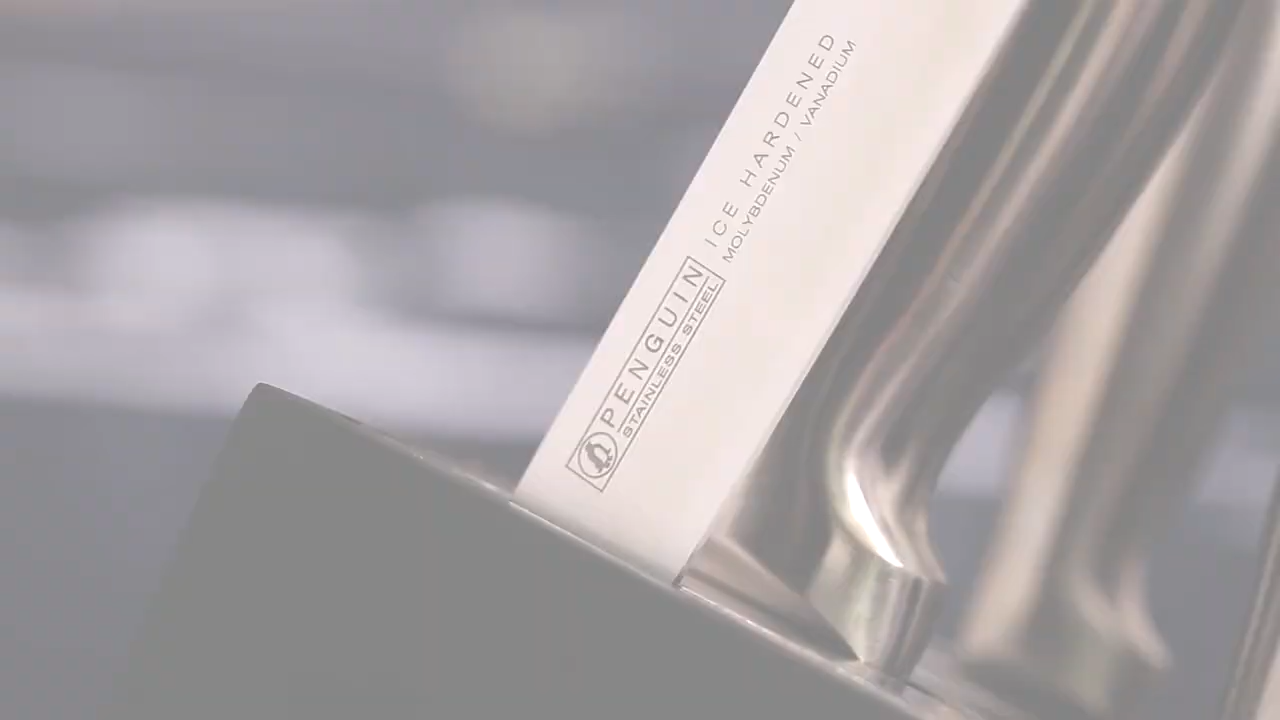 PENGUIN
STAINLESS STEEL
ICE HARDENED
MOLYBDENUM / VANADIUM